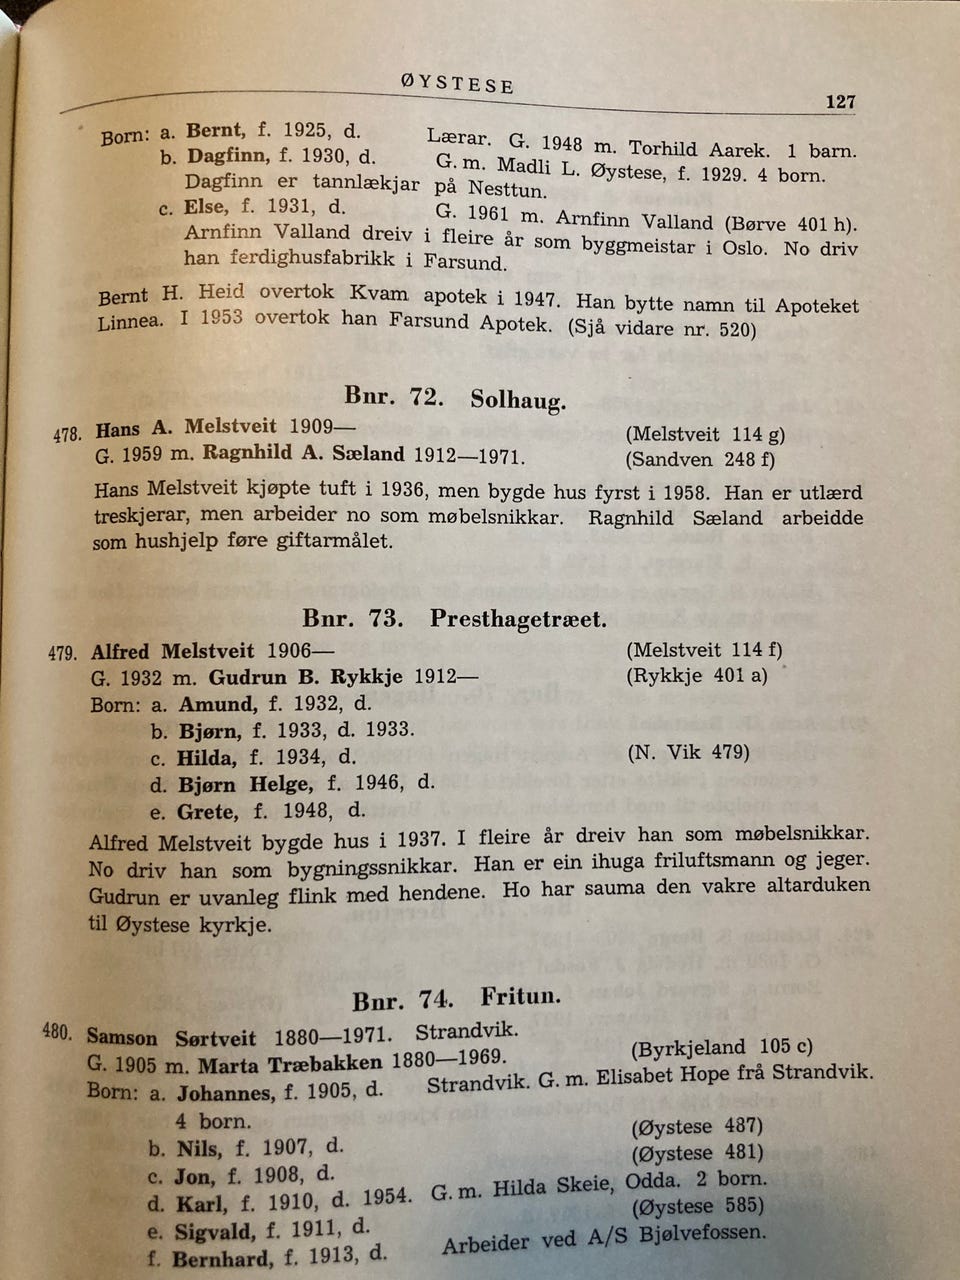 ØYSTESE
127
Born: a. Bernt, f. 1925, d. Lærar. G. 1948 m. Torhild Aarek. 1 barn.
b. Dagfinn, f. 1930, d. G. m. Madli L. Øystese, f. 1929. 4 born.
Dagfinn er tannlækjar på Nesttun.
c. Else, f. 1931, d. G. 1961 m. Arnfinn Valland (Børve 401 h).
Arnfinn Valland dreiv i fleire år som byggmeistar i Oslo. No driv
han ferdighusfabrikk i Farsund.
Bernt H. Heid overtok Kvam apotek i 1947. Han bytte namn til Apoteket
Linnea. I 1953 overtok han Farsund Apotek. (Sjå vidare nr. 520)
Bnr. 72. Solhaug.
478. Hans A. Melstveit 1909— (Melstveit 114 g)
G. 1959 m. Ragnhild A. Sæland 1912—1971. (Sandven 248 f)
Hans Melstveit kjøpte tuft i 1936, men bygde hus fyrst i 1958. Han er utlærd
treskjerar, men arbeider no som møbelsnikkar. Ragnhild Sæland arbeidde
som hushjelp føre giftarmålet.
Bnr. 73. Presthagetræet.
479. Alfred Melstveit 1906— (Melstveit 114 f)
G. 1932 m. Gudrun B. Rykkje 1912— (Rykkje 401 a)
Born: a. Amund, f. 1932, d.
b. Bjørn, f. 1933, d. 1933.
c. Hilda, f. 1934, d. (N. Vik 479)
d. Bjørn Helge, f. 1946, d.
e. Grete, f. 1948, d.
Alfred Melstveit bygde hus i 1937. I fleire år dreiv han som møbelsnikkar.
No driv han som bygningssnikkar. Han er ein ihuga friluftsmann og jeger.
Gudrun er uvanleg flink med hendene. Ho har sauma den vakre altarduken
til Øystese kyrkje.
Bnr. 74. Fritun.
480. Samson Sørtveit 1880—1971. Strandvik.
G. 1905 m. Marta Træbakken 1880—1969. (Byrkjeland 105 c)
Born: a. Johannes, f. 1905, d. Strandvik. G. m. Elisabet Hope frå Strandvik.
4 born.
b. Nils, f. 1907, d. (Øystese 487)
c. Jon, f. 1908, d. (Øystese 481)
d. Karl, f. 1910, d. 1954. G. m. Hilda Skeie, Odda. 2 born.
e. Sigvald, f. 1911, d. (Øystese 585)
f. Bernhard, f. 1913, d. Arbeider ved A/S Bjølvefossen.